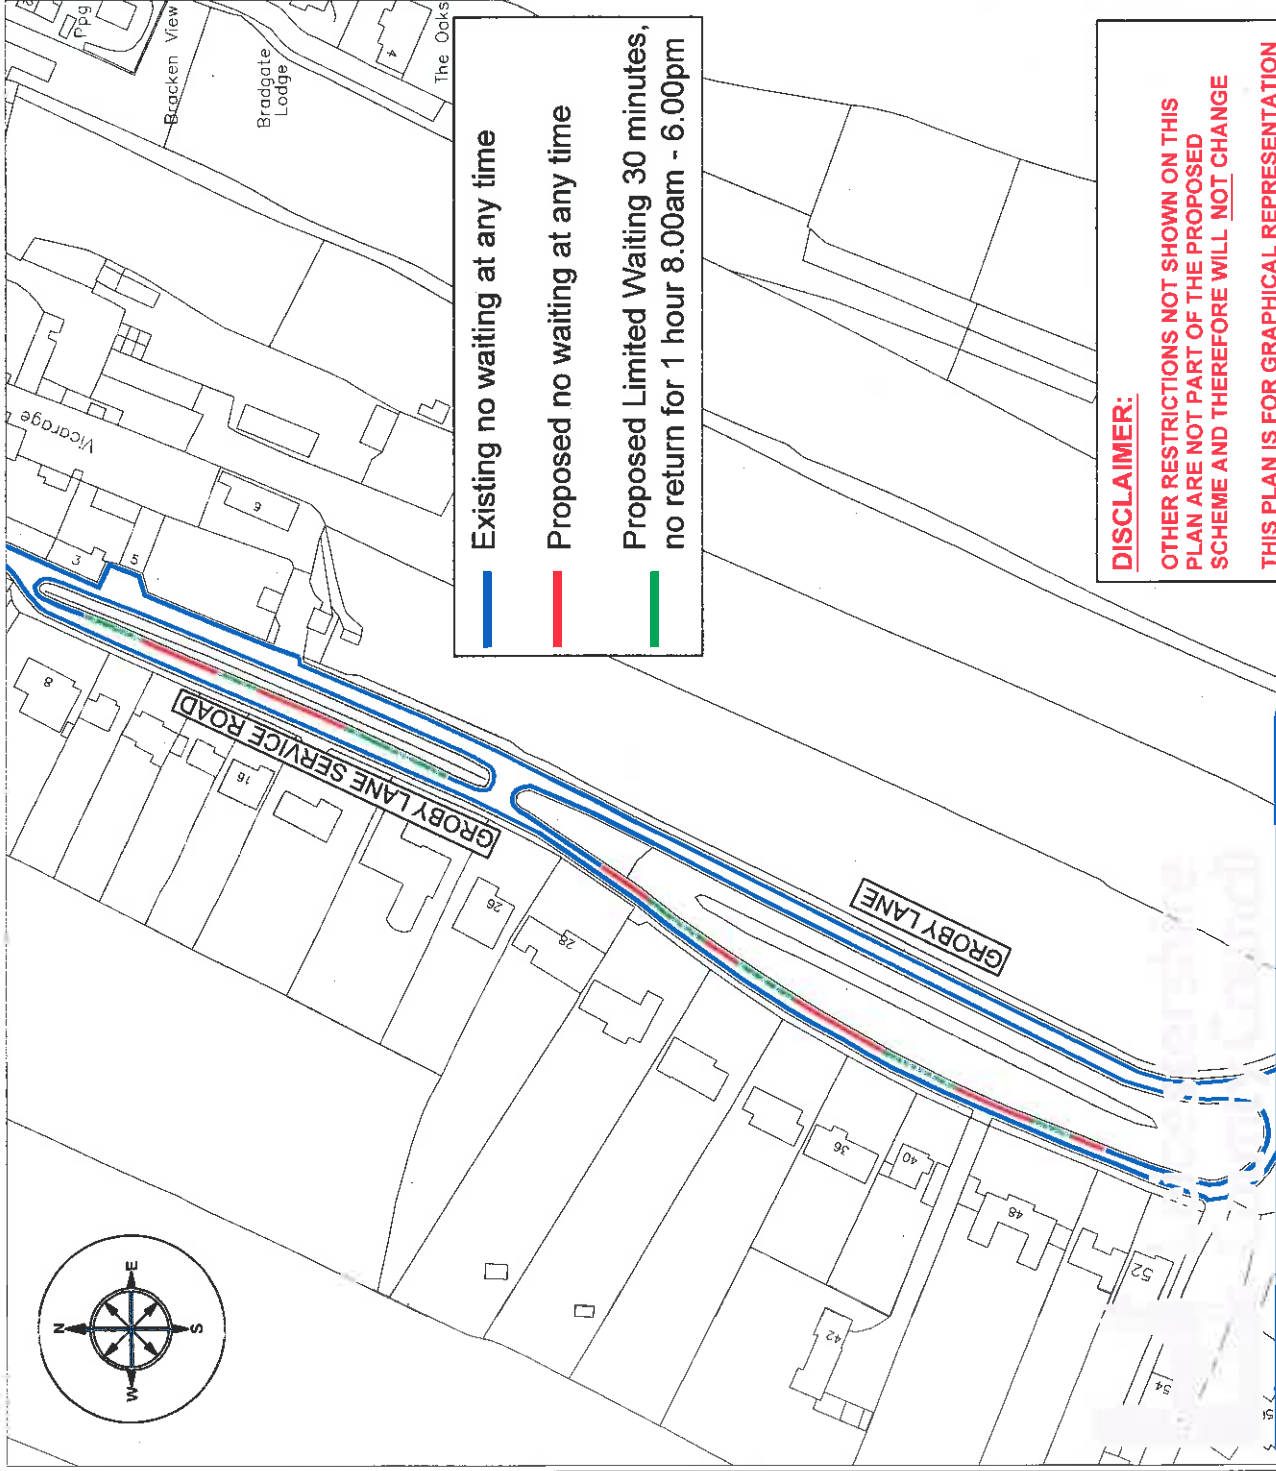 Existing no waiting at any time
Proposed no waiting at any time
Proposed Limited Waiting 30 minutes,
no return for 1 hour 8.00am - 6.00pm
DISCLAIMER:
OTHER RESTRICTIONS NOT SHOWN ON THIS
PLAN ARE NOT PART OF THE PROPOSED
SCHEME AND THEREFORE WILL NOT CHANGE
THIS PLAN IS FOR GRAPHICAL REPRESENTATION
GROBY LANE SERVICE ROAD
GROBY LANE
Vicarage
Bracken View
Bradgate
Lodge
The Oaks
Ppg
4
3
5
9
8
16
26
28
36
40
42
48
52
54
N
E
S
W